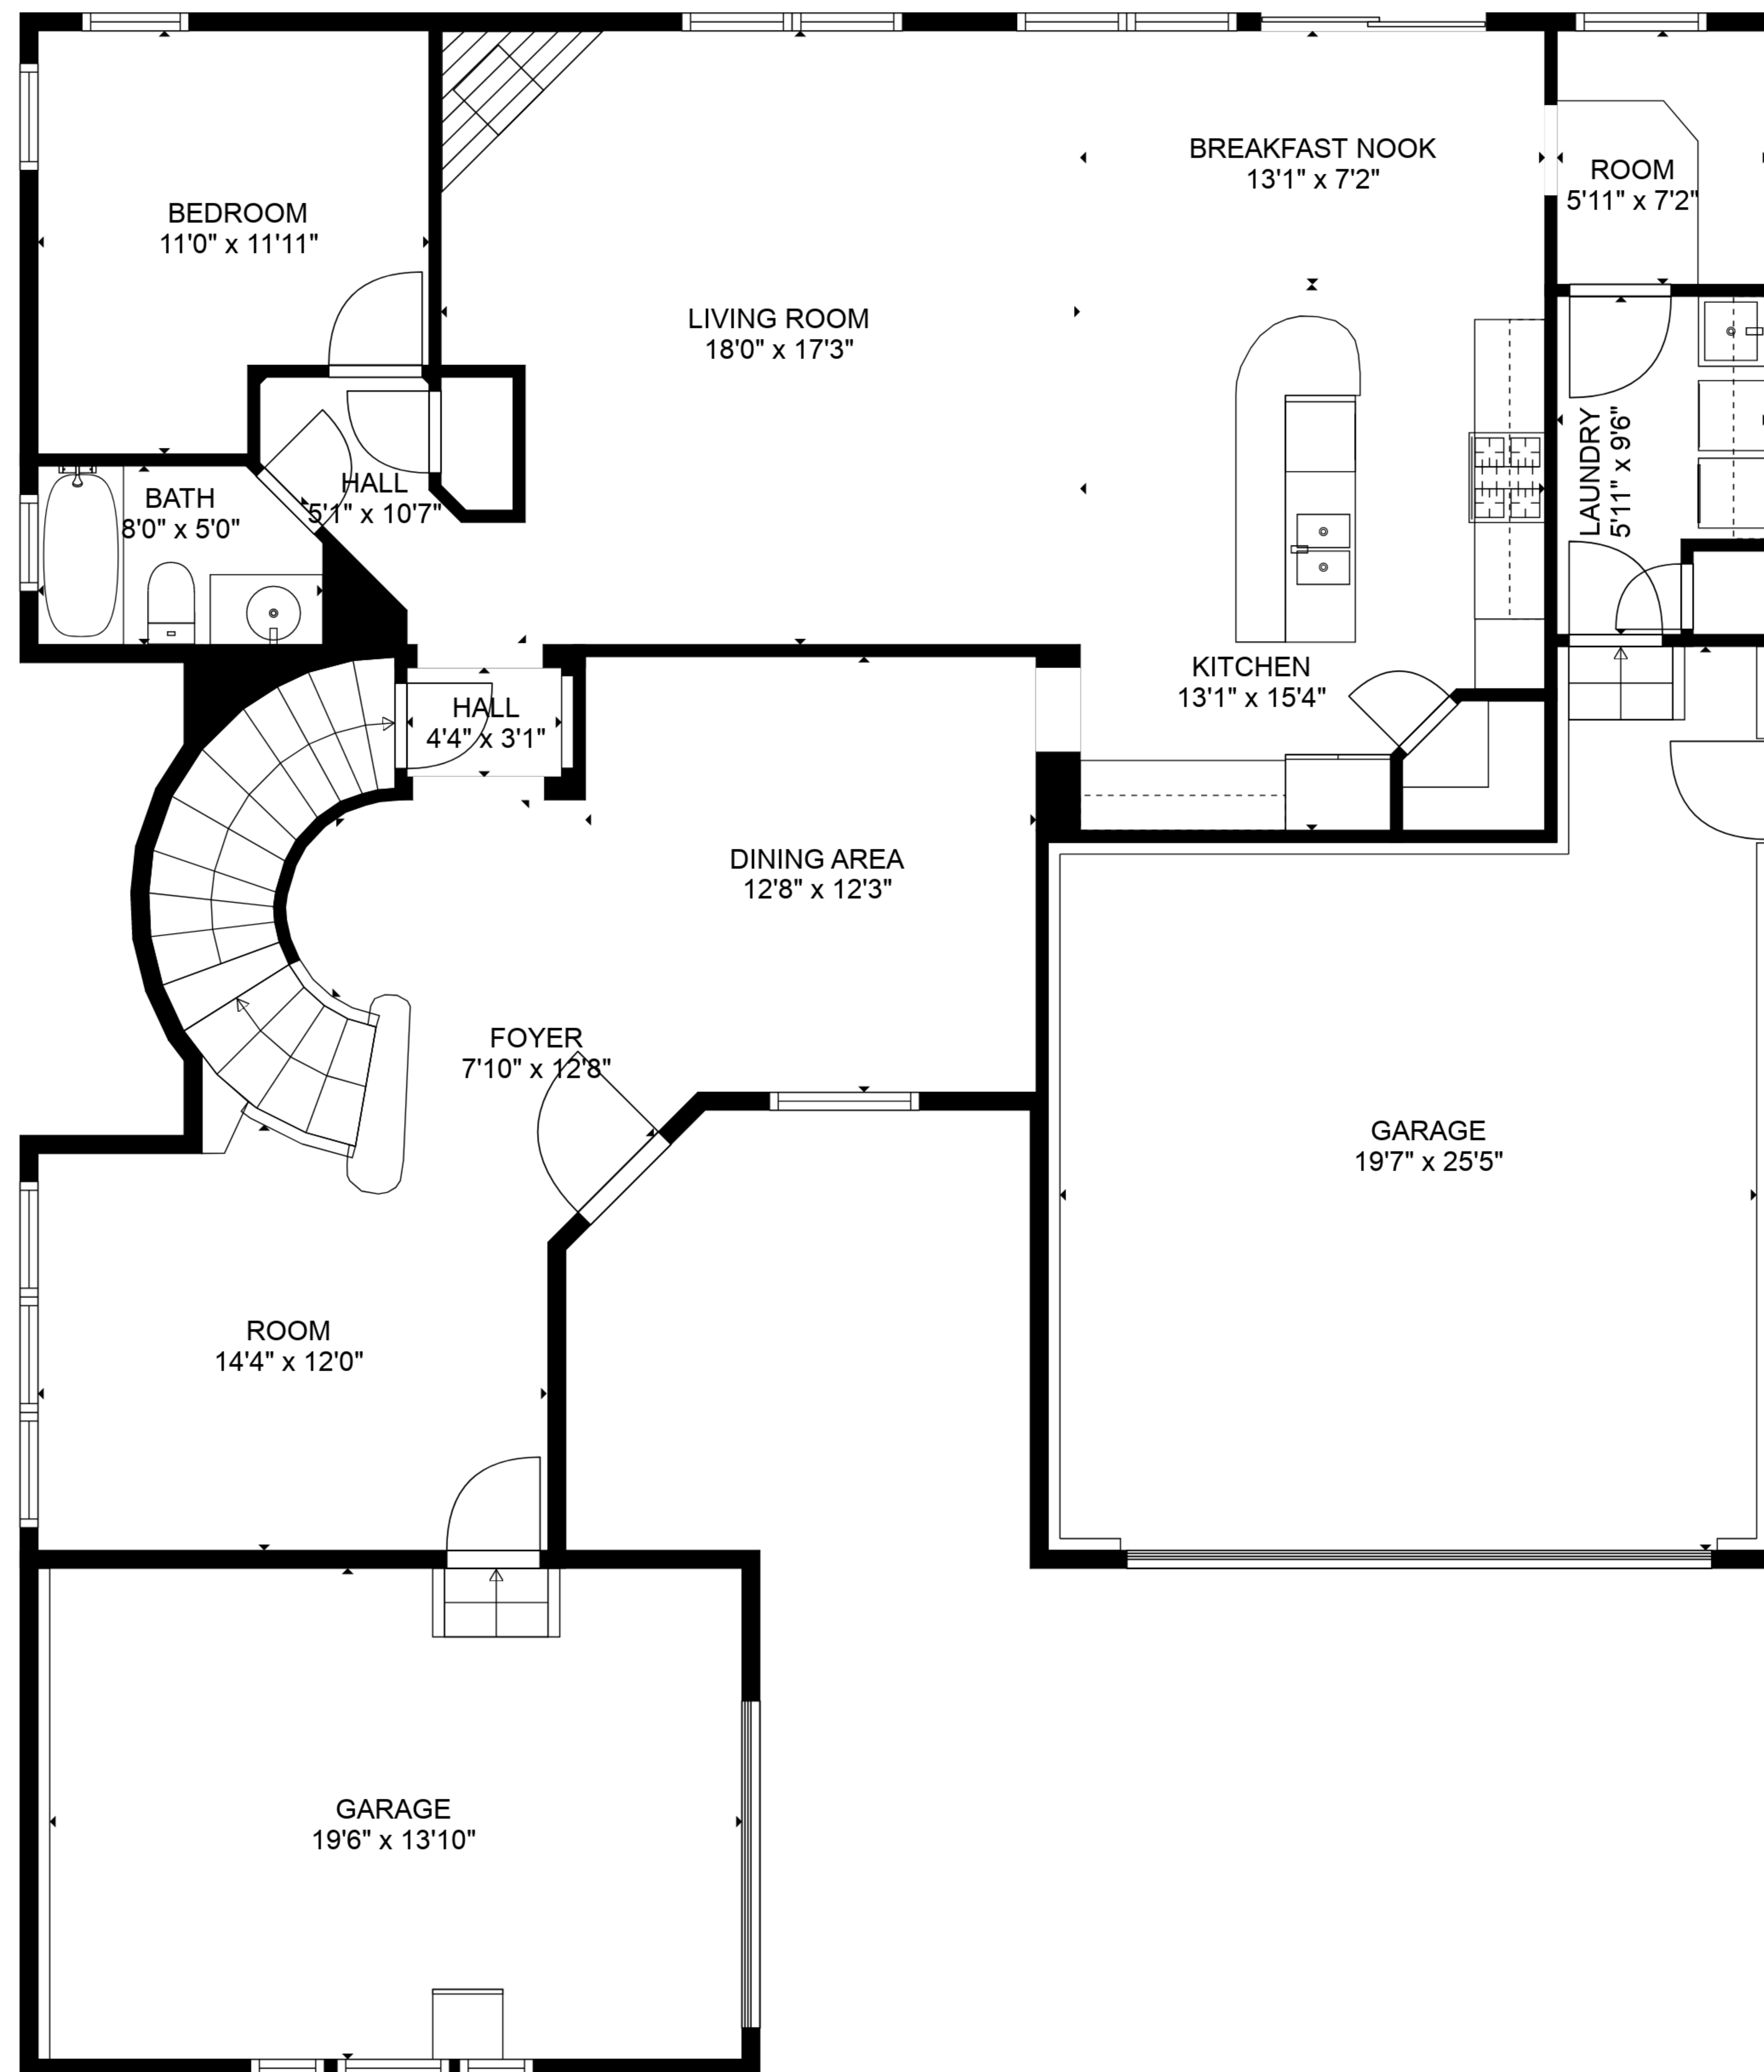 BREAKFAST NOOK
13'1" x 7'2"
ROOM
5'11" x 7'2"
BEDROOM
11'0" x 11'11"
LIVING ROOM
18'0" x 17'3"
LAUNDRY
5'11" x 9'6"
HALL
5'1" x 10'7"
BATH
8'0" x 5'0"
KITCHEN
13'1" x 15'4"
HALL
4'4" x 3'1"
DINING AREA
12'8" x 12'3"
FOYER
7'10" x 12'8"
GARAGE
19'7" x 25'5"
ROOM
14'4" x 12'0"
GARAGE
19'6" x 13'10"